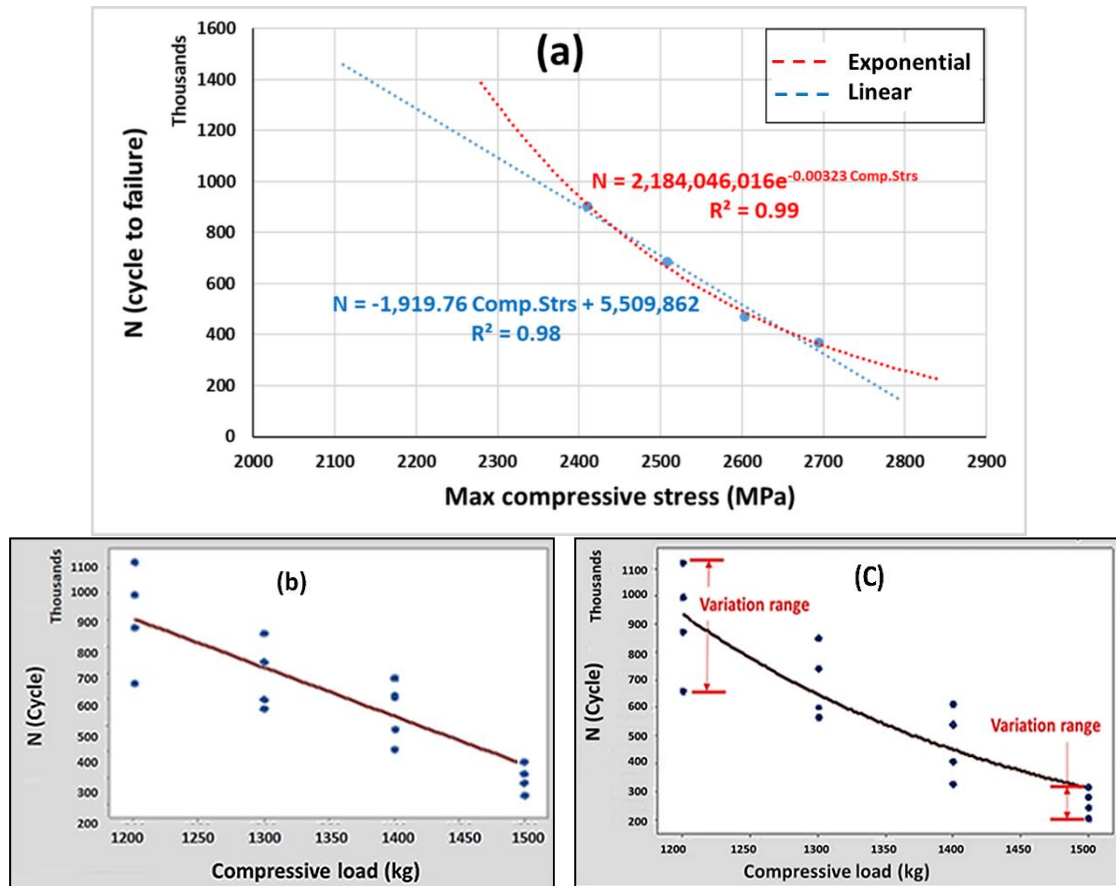 (a)
Thousands
N (cycle to failure)
1600
1400
1200
1000
800
600
400
200
0
Exponential
Linear
N = 2,184,046,016e-0.00323 Comp.Strs
R² = 0.99
N = -1,919.76 Comp.Strs + 5,509,862
R² = 0.98
2000 2100 2200 2300 2400 2500 2600 2700 2800 2900
Max compressive stress (MPa)
(b)
Thousands
N (Cycle)
1100
1000
900
800
700
600
500
400
300
200
1200 1300 1400 1500
Compressive load (kg)
(C)
Thousands
N (Cycle)
1100
1000
900
800
700
600
500
400
300
200
Variation range
Variation range
1200 1250 1300 1350 1400 1450 1500
Compressive load (kg)